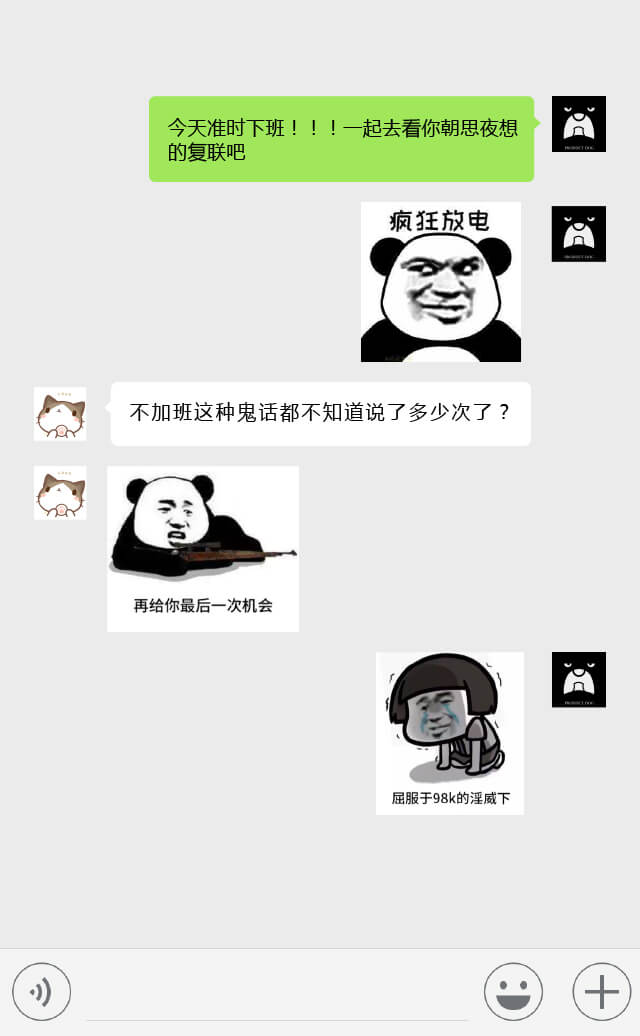 今天准时下班！！！一起去看你朝思夜想
的复联吧
疯狂放电
不加班这种鬼话都不知道说了多少次了？
再给你最后一次机会
屈服于98k的淫威下